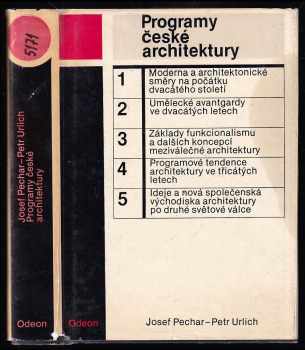 5171
Josef Pechar–Petr Urlich
Programy české
architektury
Odeon
Odeon
Programy
české
architektury
1 Moderna a architektonické
směry na počátku
dvacátého století
2 Umělecké avantgardy
ve dvacátých letech
3 Základy funkcionalismu
a dalších koncepcí
meziválečné architektury
4 Programové tendence
architektury ve třicátých
letech
5 Ideje a nová společenská
východiska architektury
po druhé světové válce
Josef Pechar–Petr Urlich